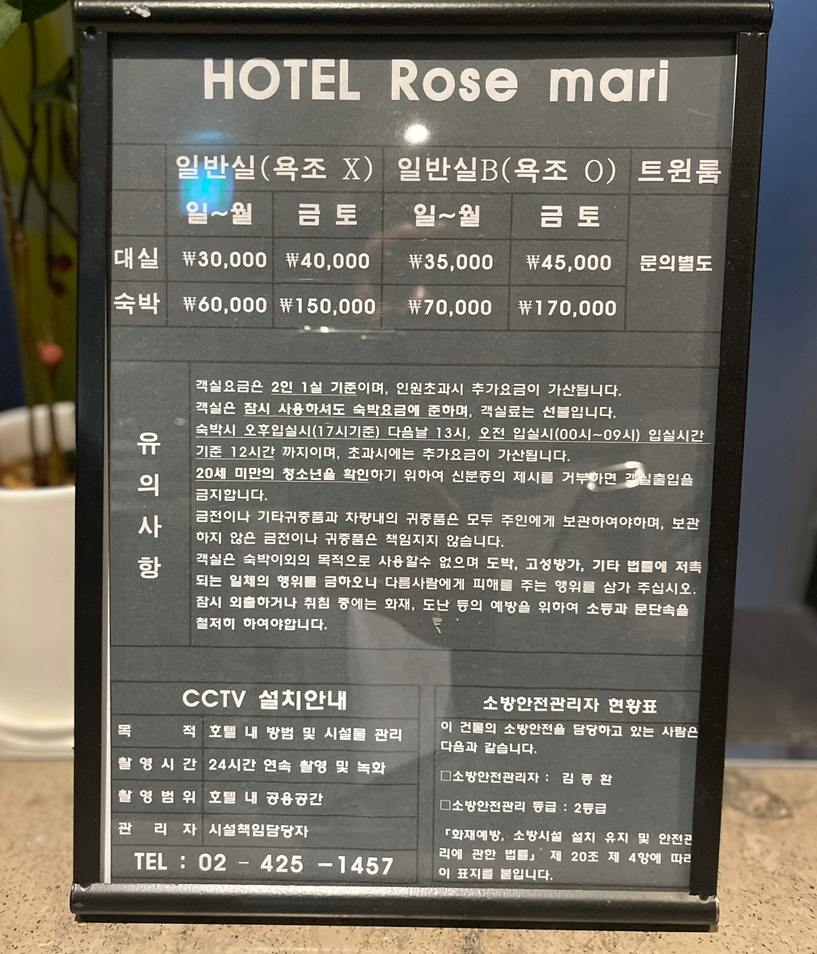 HOTEL Rose mari
일반실(욕조 X) 일반실B(욕조 O) 트윈룸
일~월 금 토 일~월 금 토
대실 ₩30,000 ₩40,000 ₩35,000 ₩45,000 문의별도
숙박 ₩60,000 ₩150,000 ₩70,000 ₩170,000
유의사항
객실요금은 2인 1실 기준이며, 인원초과시 추가요금이 가산됩니다.
객실은 잠시 사용하셔도 숙박요금에 준하며, 객실료는 선불입니다.
숙박시 오후입실시(17시기준) 다음날 13시, 오전 입실시(00시~09시) 입실시간
기준 12시간 까지이며, 초과시에는 추가요금이 가산됩니다.
20세 미만의 청소년을 확인하기 위하여 신분증의 제시를 거부하면 객실출입을
금지합니다.
금전이나 기타귀중품과 차량내의 귀중품은 모두 주인에게 보관하여야하며, 보관
하지 않은 금전이나 귀중품은 책임지지 않습니다.
객실은 숙박이외의 목적으로 사용할수 없으며 도박, 고성방가, 기타 법률에 저촉
되는 일체의 행위를 금하오니 다른사람에게 피해를 주는 행위를 삼가 주십시오.
잠시 외출하거나 취침 중에는 화재, 도난 등의 예방을 위하여 소등과 문단속을
철저히 하여야합니다.
CCTV 설치안내
목 적 호텔 내 방범 및 시설물 관리
촬영시간 24시간 연속 촬영 및 녹화
촬영범위 호텔 내 공용공간
관 리 자 시설책임담당자
TEL : 02 - 425 -1457
소방안전관리자 현황표
이 건물의 소방안전을 담당하고 있는 사람은
다음과 같습니다.
□소방안전관리자 : 김 종 환
□소방안전관리 등급 : 2등급
「화재예방, 소방시설 설치 유지 및 안전관
리에 관한 법률」 제 20조 제 4항에 따라
이 표지를 붙입니다.